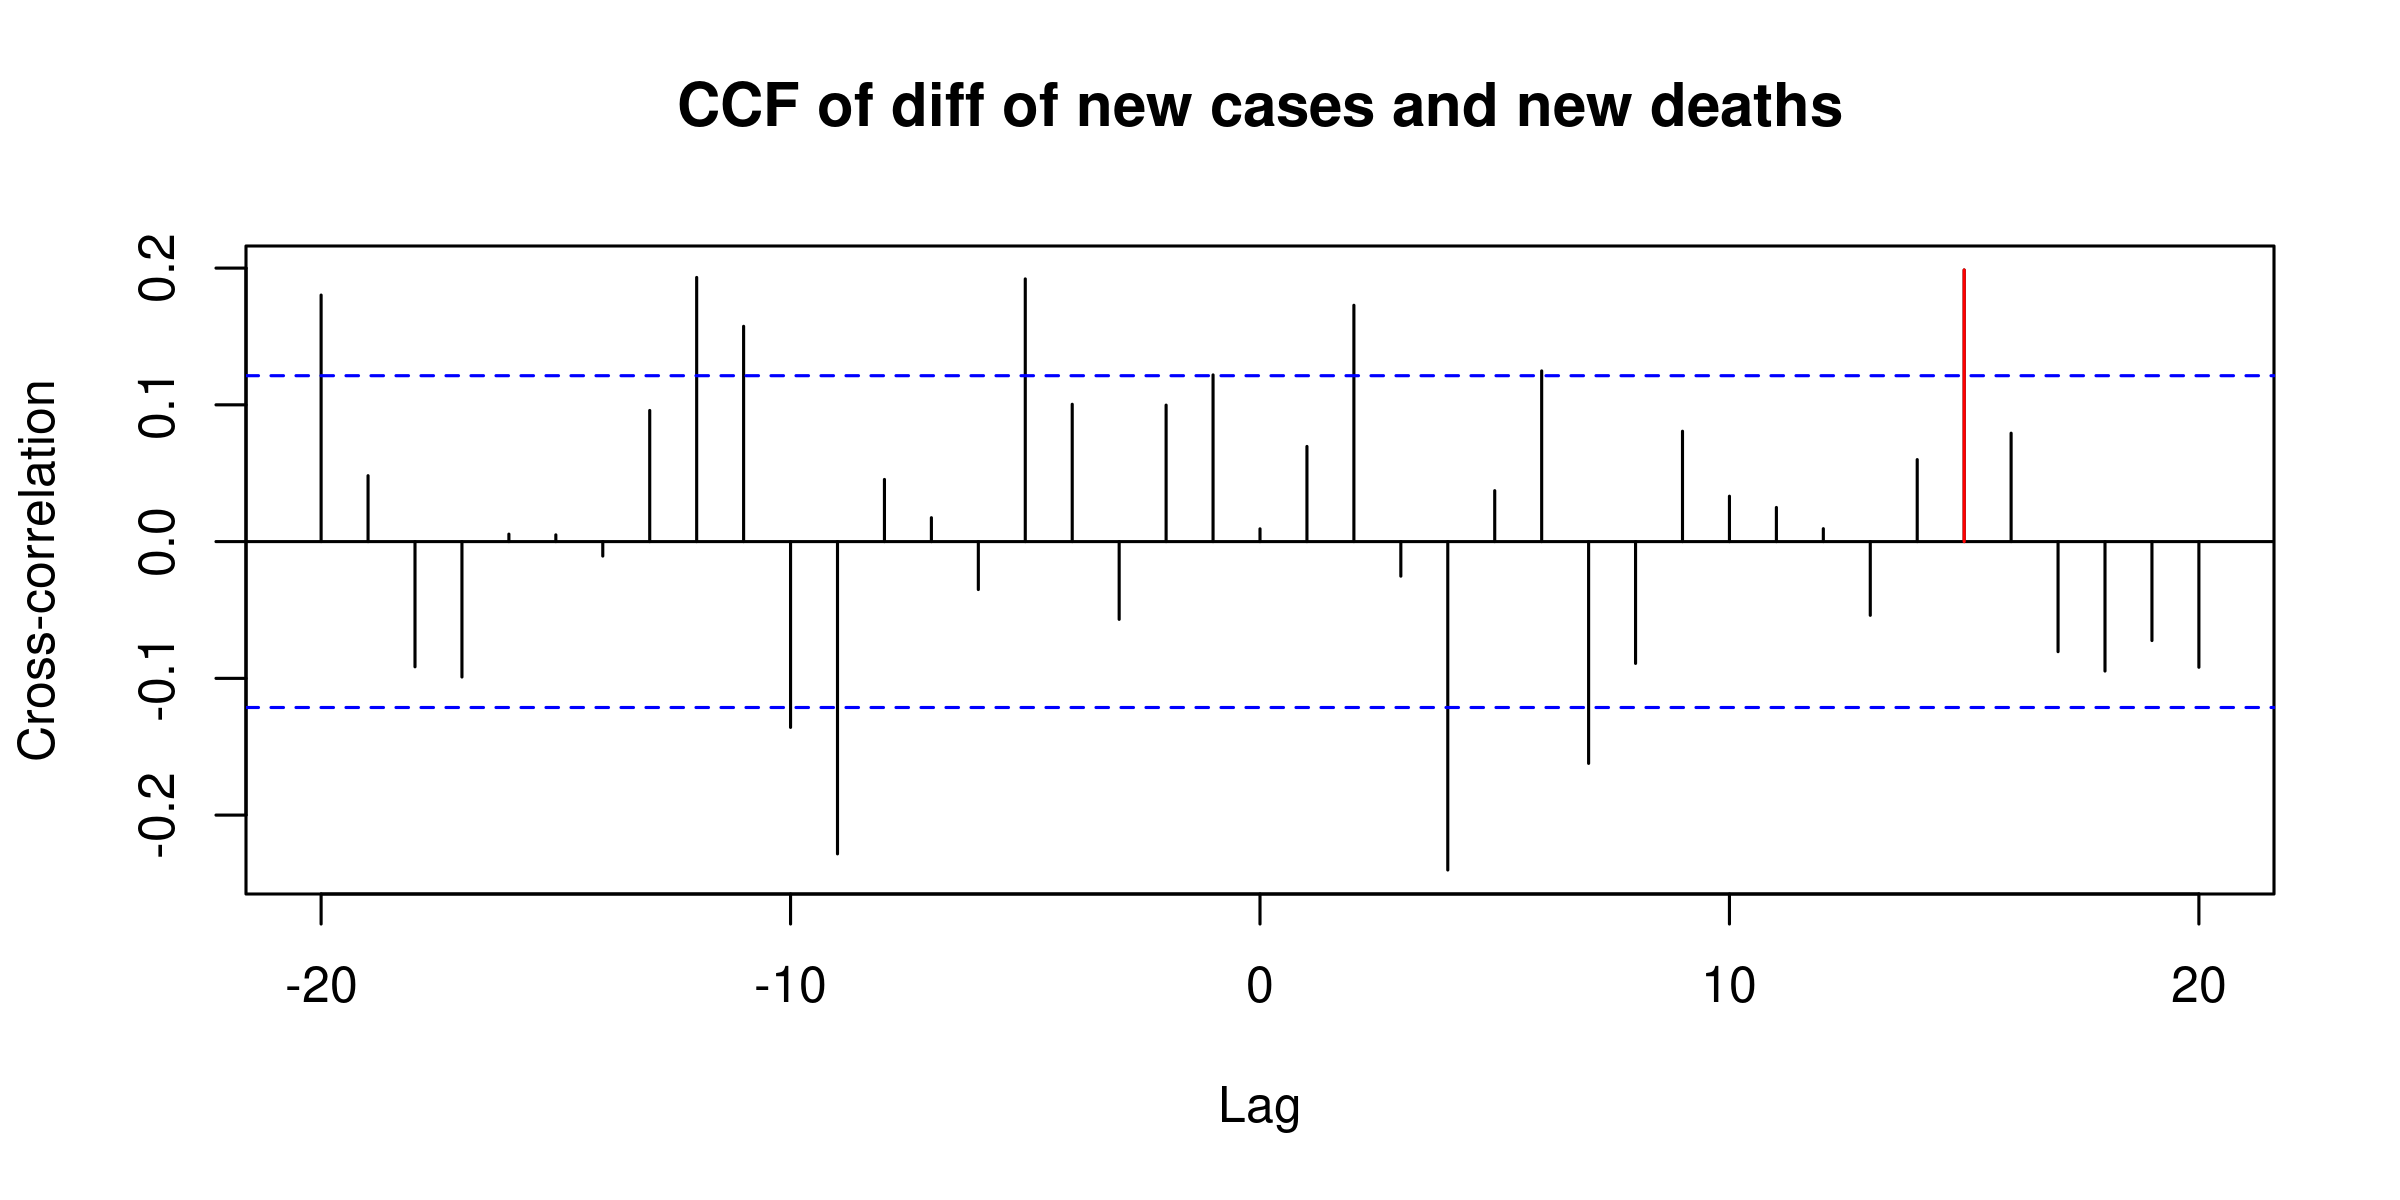 CCF of diff of new cases and new deaths
Cross-correlation
0.2
0.1
0.0
-0.1
-0.2
-20 -10 0 10 20
Lag